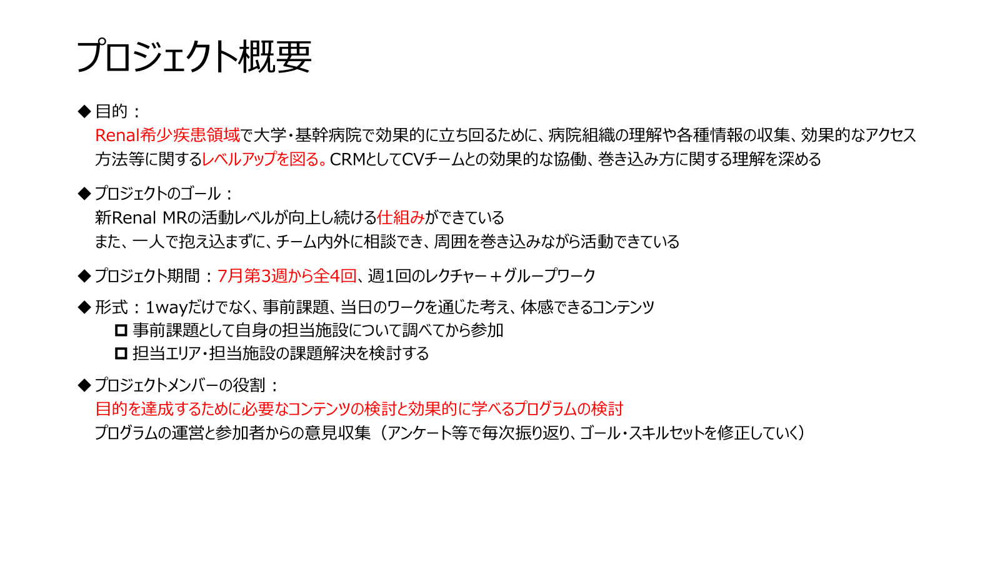 プロジェクト概要
◆ 目的：
Renal希少疾患領域で大学・基幹病院で効果的に立ち回るために、病院組織の理解や各種情報の収集、効果的なアクセス
方法等に関するレベルアップを図る。CRMとしてCVチームとの効果的な協働、巻き込み方に関する理解を深める
◆ プロジェクトのゴール：
新Renal MRの活動レベルが向上し続ける仕組みができている
また、一人で抱え込まずに、チーム内外に相談でき、周囲を巻き込みながら活動できている
◆ プロジェクト期間：7月第3週から全4回、週1回のレクチャー＋グループワーク
◆ 形式：1wayだけでなく、事前課題、当日のワークを通じた考え、体感できるコンテンツ
❑ 事前課題として自身の担当施設について調べてから参加
❑ 担当エリア・担当施設の課題解決を検討する
◆ プロジェクトメンバーの役割：
目的を達成するために必要なコンテンツの検討と効果的に学べるプログラムの検討
プログラムの運営と参加者からの意見収集（アンケート等で毎次振り返り、ゴール・スキルセットを修正していく）